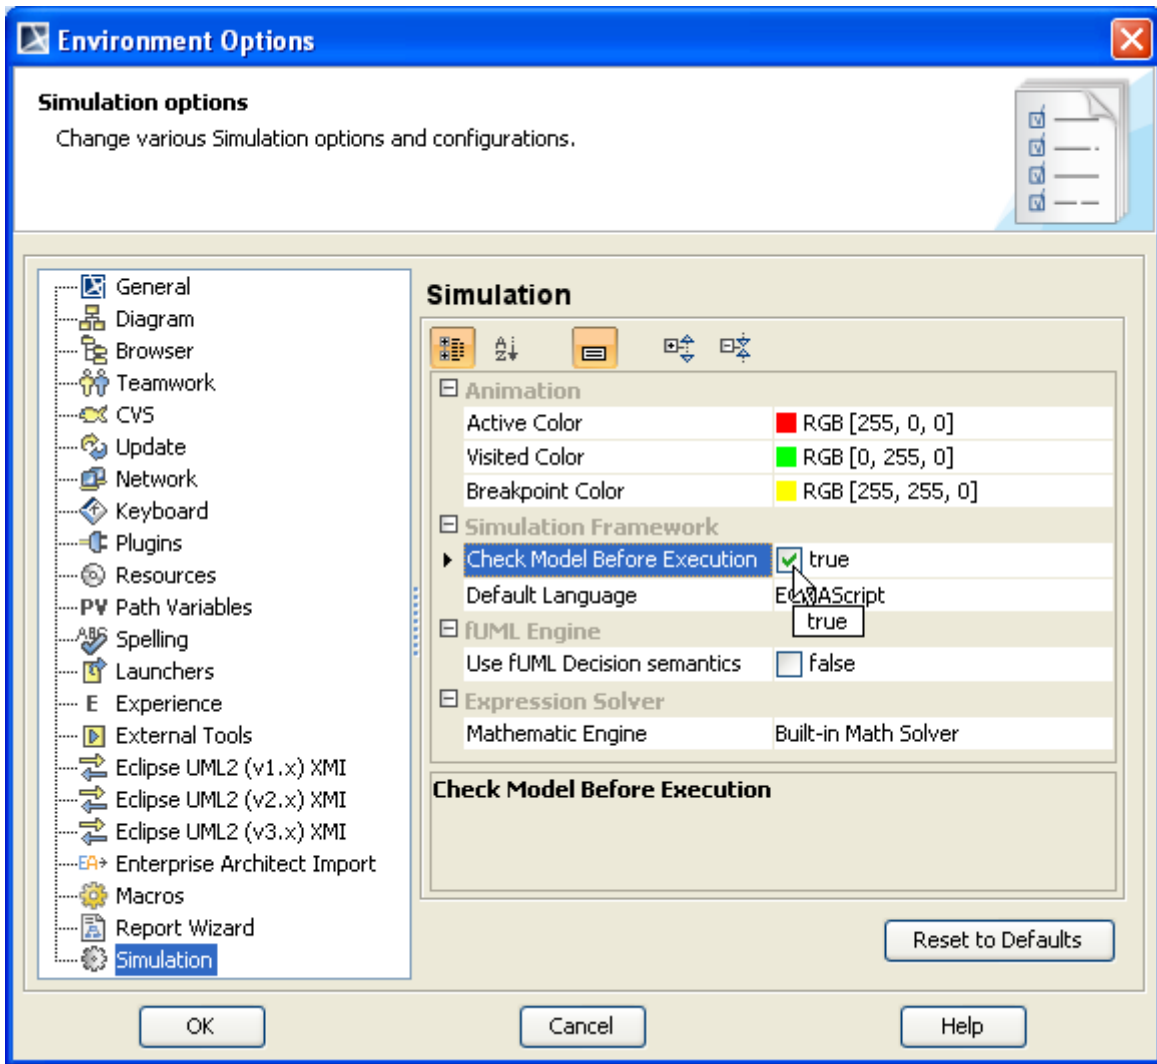 Environment Options
Simulation options
Change various Simulation options and configurations.
General
Diagram
Browser
Teamwork
CVS
Update
Network
Keyboard
Plugins
Resources
PV Path Variables
ABC Spelling
Launchers
E Experience
External Tools
Eclipse UML2 (v1.x) XMI
Eclipse UML2 (v2.x) XMI
Eclipse UML2 (v3.x) XMI
EA Enterprise Architect Import
Macros
Report Wizard
Simulation
Simulation
A Z
Animation
Active Color RGB [255, 0, 0]
Visited Color RGB [0, 255, 0]
Breakpoint Color RGB [255, 255, 0]
Simulation Framework
Check Model Before Execution true
Default Language ECMAScript
true
fUML Engine
Use fUML Decision semantics false
Expression Solver
Mathematic Engine Built-in Math Solver
Check Model Before Execution
Reset to Defaults
OK Cancel Help